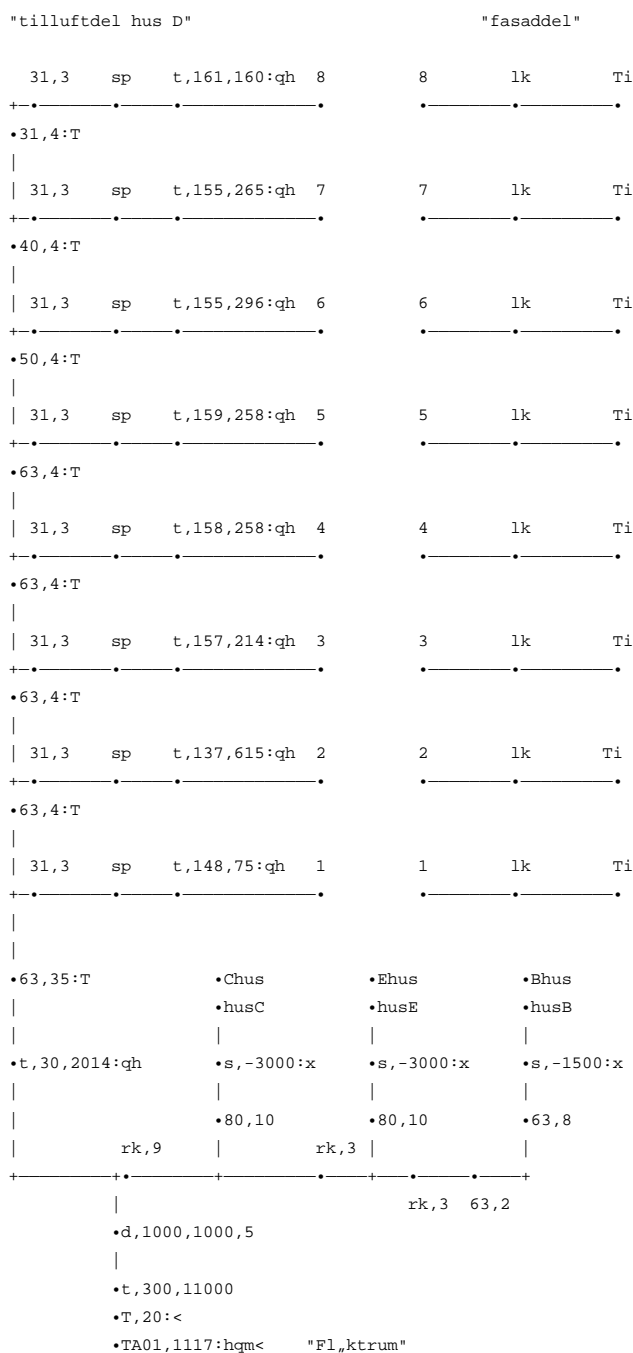 "tilluftdel hus D" "fasaddel"
31,3 sp t,161,160:qh 8 8 lk Ti
+—•————————•——————•———————————————• •—————————•——————————•
•31,4:T
|
| 31,3 sp t,155,265:qh 7 7 lk Ti
+—•————————•——————•———————————————• •—————————•——————————•
•40,4:T
|
| 31,3 sp t,155,296:qh 6 6 lk Ti
+—•————————•——————•———————————————• •—————————•——————————•
•50,4:T
|
| 31,3 sp t,159,258:qh 5 5 lk Ti
+—•————————•——————•———————————————• •—————————•——————————•
•63,4:T
|
| 31,3 sp t,158,258:qh 4 4 lk Ti
+—•————————•——————•———————————————• •—————————•——————————•
•63,4:T
|
| 31,3 sp t,157,214:qh 3 3 lk Ti
+—•————————•——————•———————————————• •—————————•——————————•
•63,4:T
|
| 31,3 sp t,137,615:qh 2 2 lk Ti
+—•————————•——————•———————————————• •—————————•——————————•
•63,4:T
|
| 31,3 sp t,148,75:qh 1 1 lk Ti
+—•————————•——————•———————————————• •—————————•——————————•
|
|
•63,35:T •Chus •Ehus •Bhus
| •husC •husE •husB
| | | |
•t,30,2014:qh •s,-3000:x •s,-3000:x •s,-1500:x
| | | |
| •80,10 •80,10 •63,8
| rk,9 | rk,3 | |
+——————————+•—————————+——————————•————+———•——————•————+
| rk,3 63,2
•d,1000,1000,5
|
•t,300,11000
•T,20:<
•TA01,1117:hqm< "Fl„ktrum"